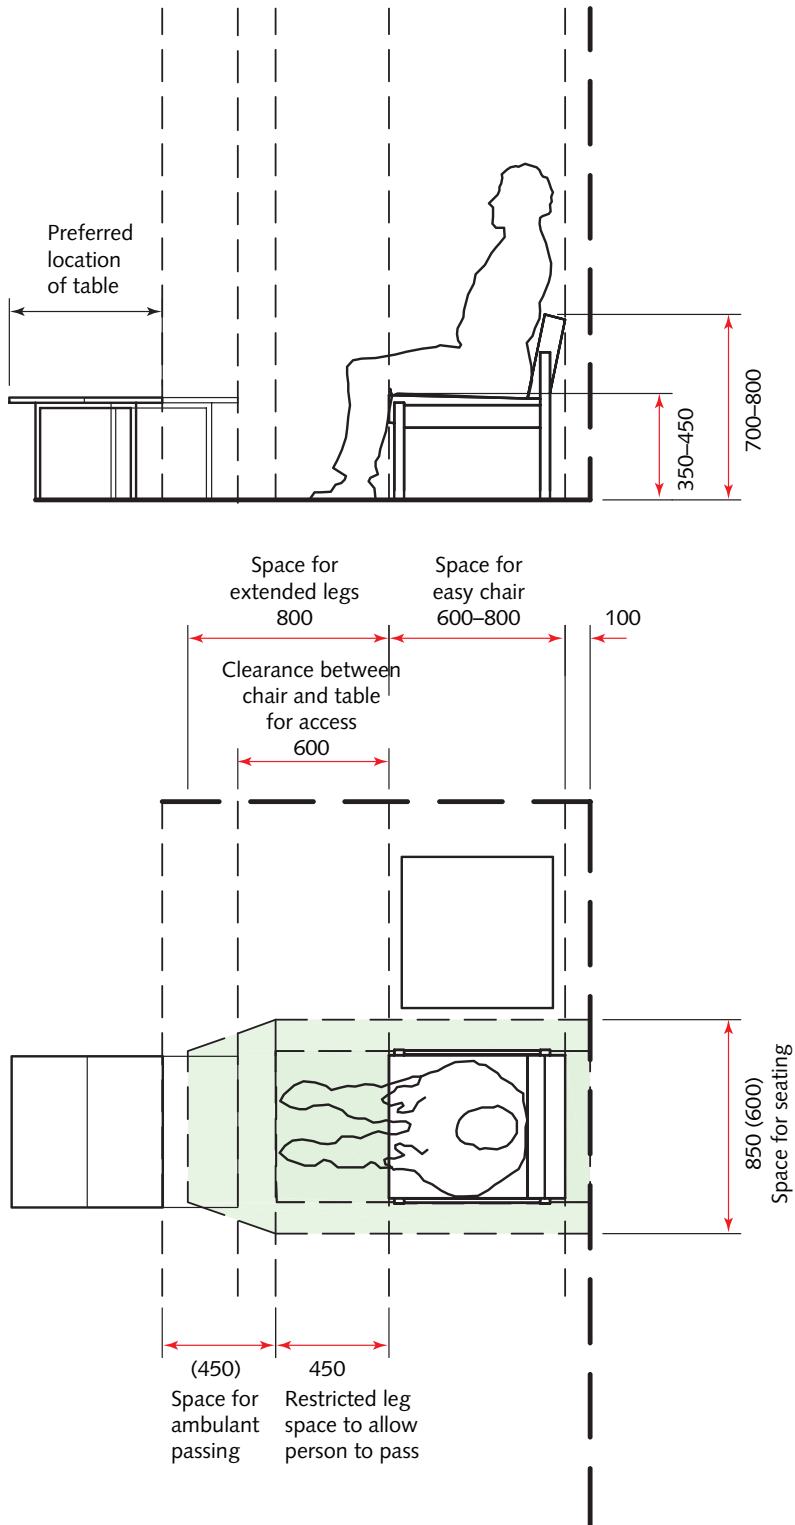 Preferred
location
of table
350–450
700–800
Space for
extended legs
800
Space for
easy chair
600–800
100
Clearance between
chair and table
for access
600
850 (600)
Space for seating
(450)
Space for
ambulant
passing
450
Restricted leg
space to allow
person to pass